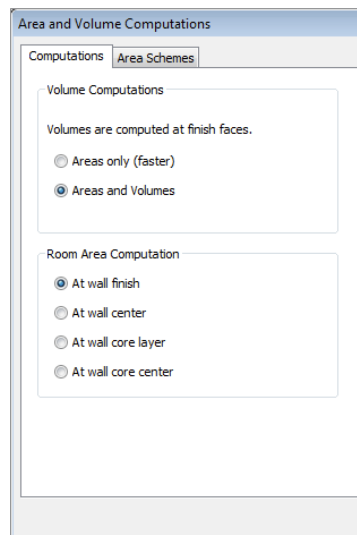 Area and Volume Computations
Computations
Area Schemes
Volume Computations
Volumes are computed at finish faces.
Areas only (faster)
Areas and Volumes
Room Area Computation
At wall finish
At wall center
At wall core layer
At wall core center